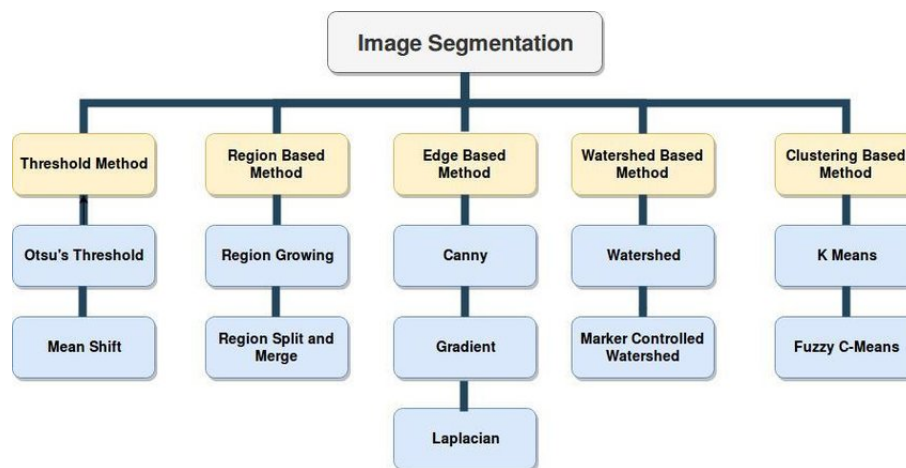 Image Segmentation
Threshold Method
Region Based
Method
Edge Based
Method
Watershed Based
Method
Clustering Based
Method
Otsu's Threshold
Region Growing
Canny
Watershed
K Means
Mean Shift
Region Split and
Merge
Gradient
Marker Controlled
Watershed
Fuzzy C-Means
Laplacian